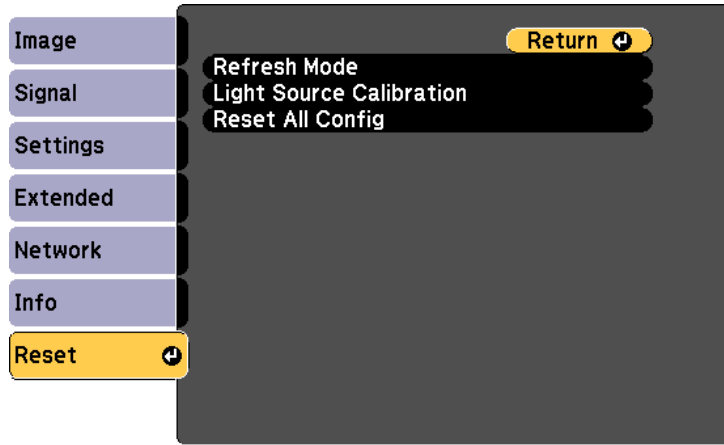 Image
Signal
Settings
Extended
Network
Info
Reset
Return
Refresh Mode
Light Source Calibration
Reset All Config